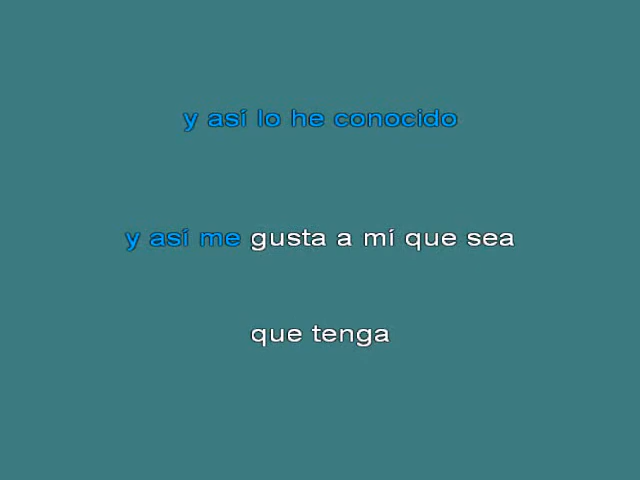 y así lo he conocido
y así me gusta a mí que sea
que tenga